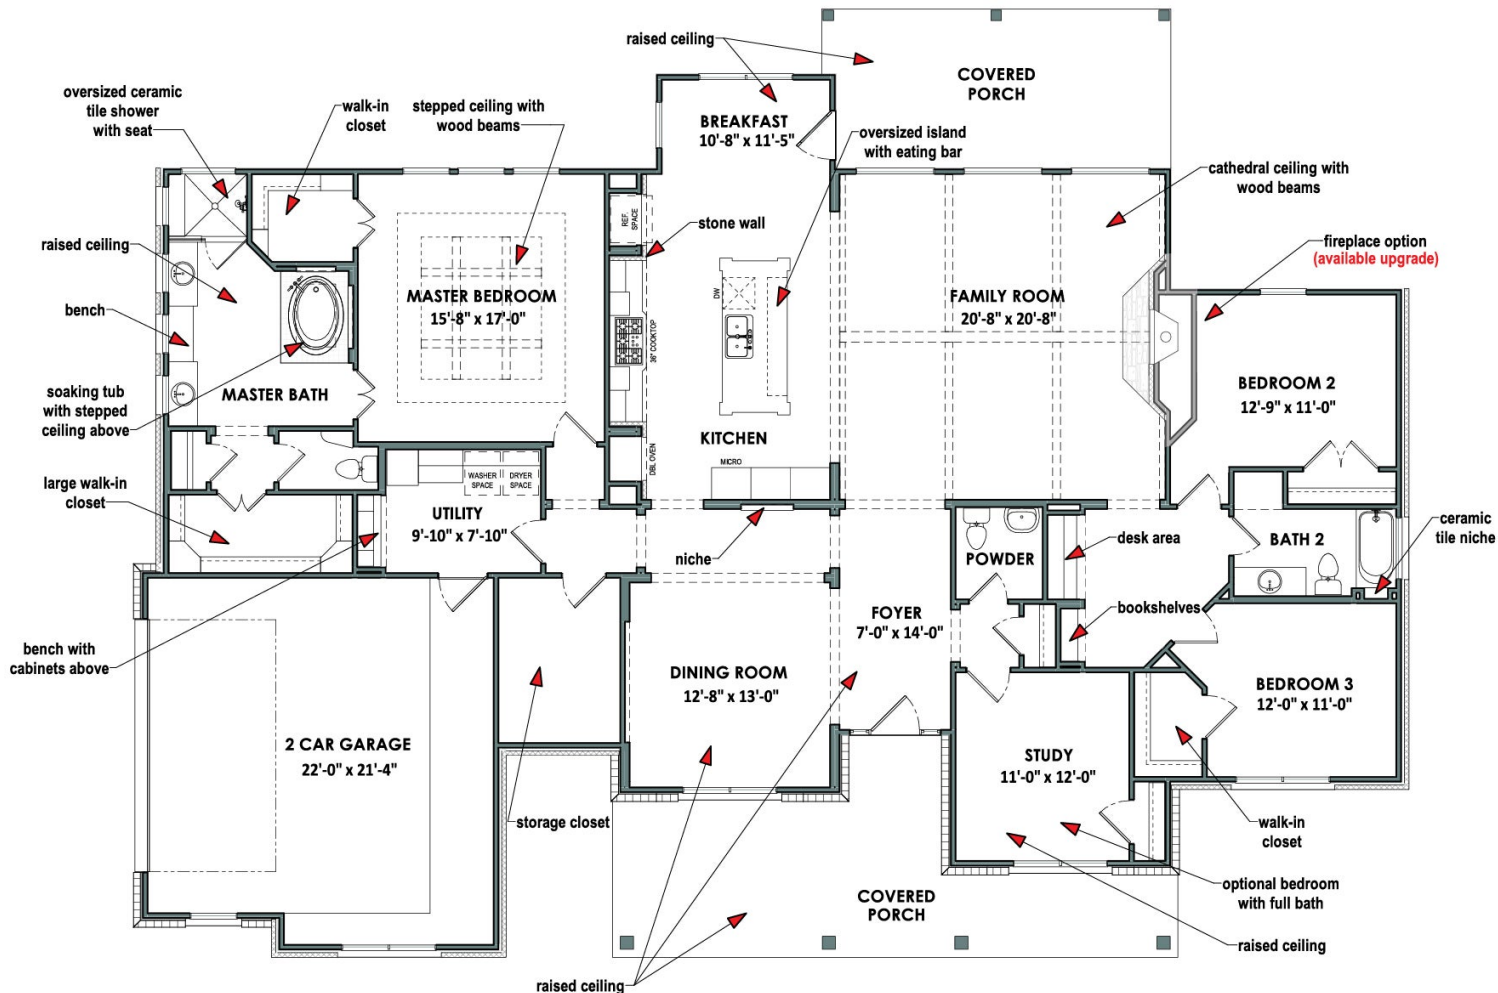 raised ceiling
COVERED
PORCH
oversized ceramic
tile shower
with seat
walk-in
closet
stepped ceiling with
wood beams
BREAKFAST
10'-8" x 11'-5"
oversized island
with eating bar
cathedral ceiling with
wood beams
REF.
SPACE
stone wall
raised ceiling
fireplace option
(available upgrade)
bench
MASTER BEDROOM
15'-8" x 17'-0"
DW
36" COOKTOP
FAMILY ROOM
20'-8" x 20'-8"
soaking tub
with stepped
ceiling above
MASTER BATH
BEDROOM 2
12'-9" x 11'-0"
KITCHEN
MICRO
DBL OVEN
WASHER
SPACE
DRYER
SPACE
large walk-in
closet
UTILITY
9'-10" x 7'-10"
niche
POWDER
desk area
BATH 2
ceramic
tile niche
FOYER
7'-0" x 14'-0"
bookshelves
bench with
cabinets above
DINING ROOM
12'-8" x 13'-0"
BEDROOM 3
12'-0" x 11'-0"
2 CAR GARAGE
22'-0" x 21'-4"
STUDY
11'-0" x 12'-0"
storage closet
walk-in
closet
COVERED
PORCH
optional bedroom
with full bath
raised ceiling
raised ceiling